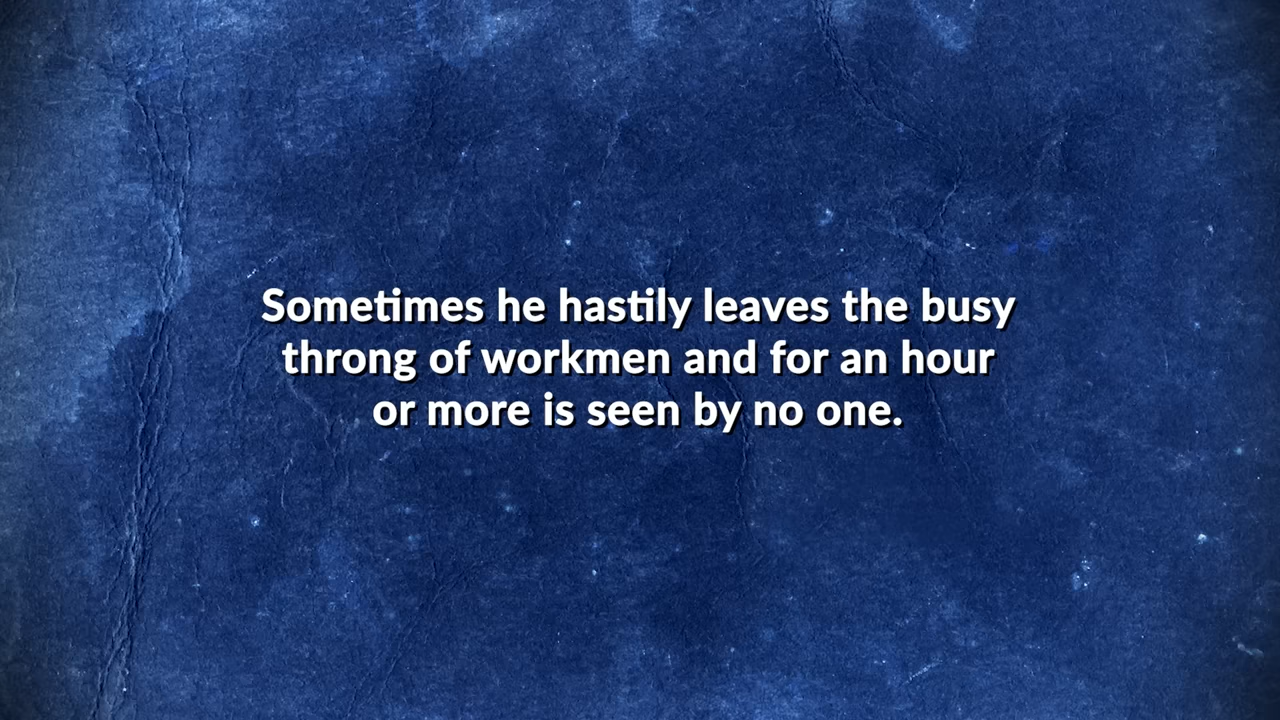 Sometimes he hastily leaves the busy
throng of workmen and for an hour
or more is seen by no one.